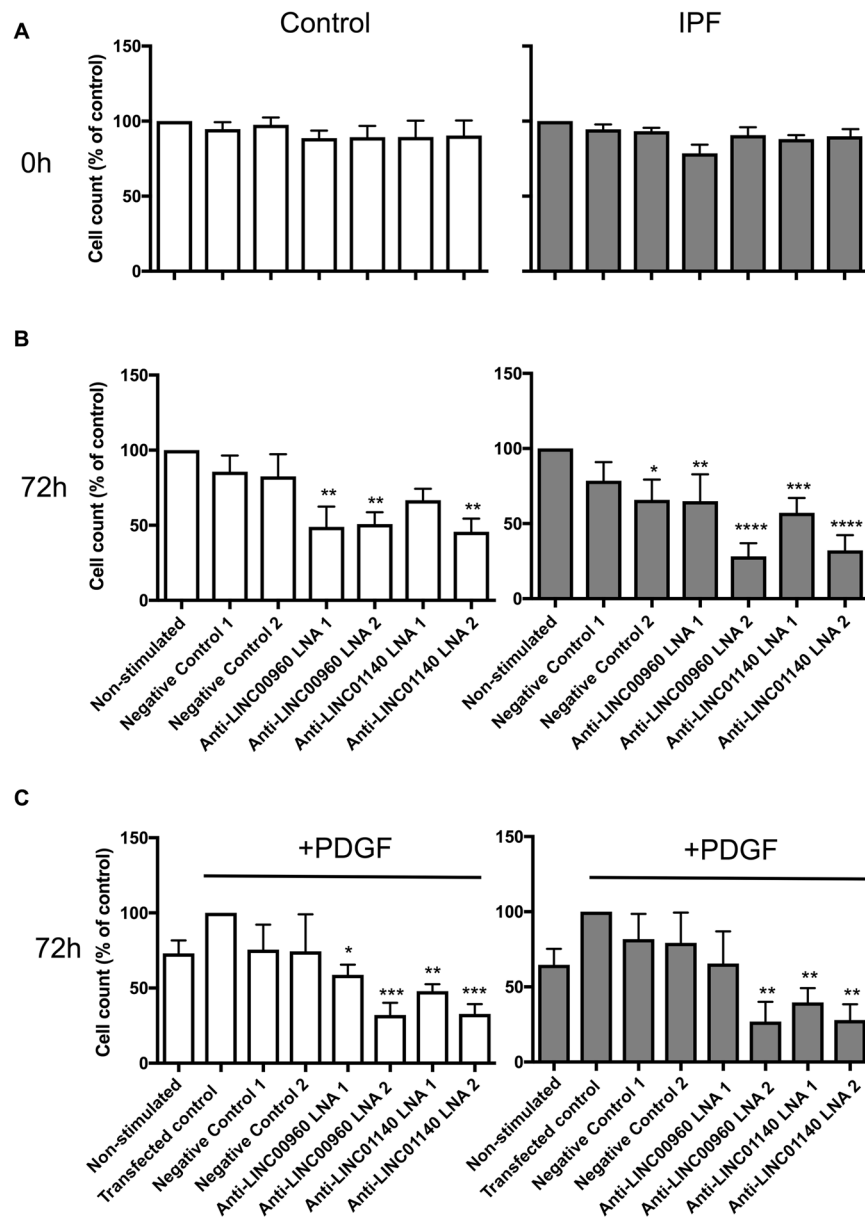 A
Control
IPF
0h
Cell count (% of control)
150
100
50
0
150
100
50
0
B
72h
Cell count (% of control)
150
100
50
0
** ** **
Non-stimulated
Negative Control 1
Negative Control 2
Anti-LINC00960 LNA 1
Anti-LINC00960 LNA 2
Anti-LINC01140 LNA 1
Anti-LINC01140 LNA 2
150
100
50
0
* ** **** *** ****
Non-stimulated
Negative Control 1
Negative Control 2
Anti-LINC00960 LNA 1
Anti-LINC00960 LNA 2
Anti-LINC01140 LNA 1
Anti-LINC01140 LNA 2
C
72h
Cell count (% of control)
+PDGF
150
100
50
0
* *** ** ***
Non-stimulated
Transfected control
Negative Control 1
Negative Control 2
Anti-LINC00960 LNA 1
Anti-LINC00960 LNA 2
Anti-LINC01140 LNA 1
Anti-LINC01140 LNA 2
+PDGF
150
100
50
0
** ** **
Non-stimulated
Transfected control
Negative Control 1
Negative Control 2
Anti-LINC00960 LNA 1
Anti-LINC00960 LNA 2
Anti-LINC01140 LNA 1
Anti-LINC01140 LNA 2